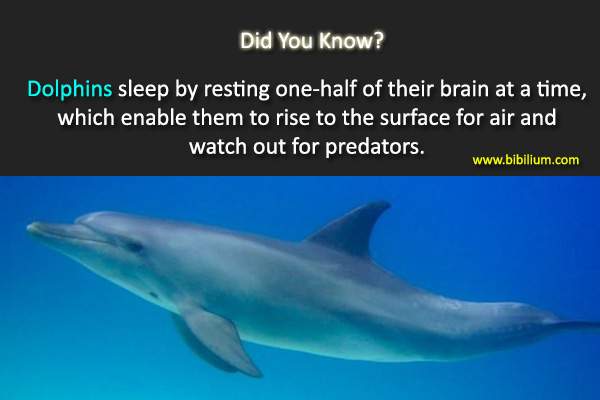 Did You Know?
Dolphins sleep by resting one-half of their brain at a time,
which enable them to rise to the surface for air and
watch out for predators.
www.bibilium.com